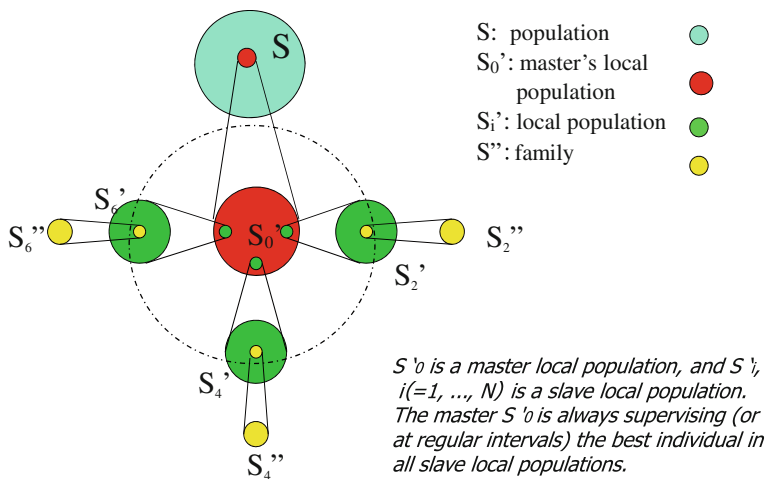 S
S: population
S₀’: master's local
population
Sᵢ’: local population
S”: family
S₆’
S₀’
S₆”
S₂”
S₂’
S₄’
S₄”
S ‘₀ is a master local population, and S ‘ᵢ,
i(=1, ..., N) is a slave local population.
The master S ‘₀ is always supervising (or
at regular intervals) the best individual in
all slave local populations.